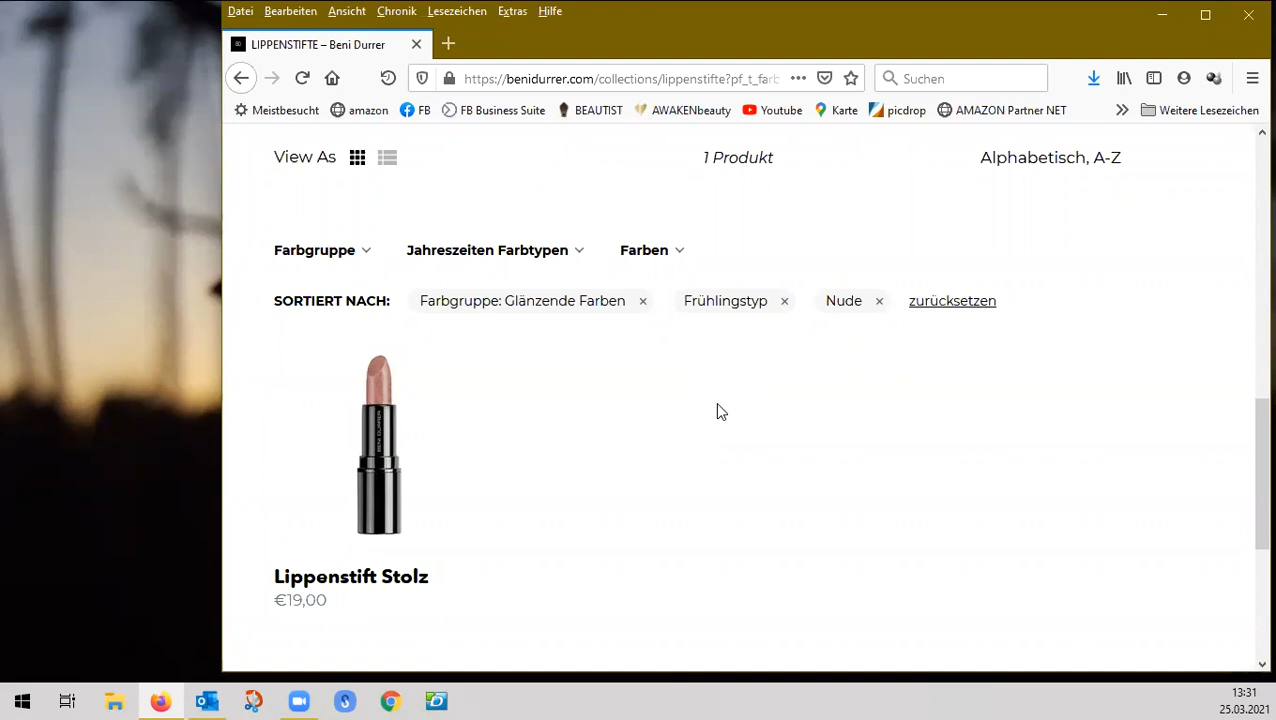 Datei Bearbeiten Ansicht Chronik Lesezeichen Extras Hilfe
LIPPENSTIFTE – Beni Durrer
https://benidurrer.com/collections/lippenstifte?pf_t_farb
Suchen
Meistbesucht amazon FB FB Business Suite BEAUTIST AWAKENbeauty Youtube Karte picdrop AMAZON Partner NET Weitere Lesezeichen
View As 1 Produkt Alphabetisch, A-Z
Farbgruppe Jahreszeiten Farbtypen Farben
SORTIERT NACH: Farbgruppe: Glänzende Farben × Frühlingstyp × Nude × zurücksetzen
BENI DURRER
Lippenstift Stolz
€19,00
13:31
25.03.2021